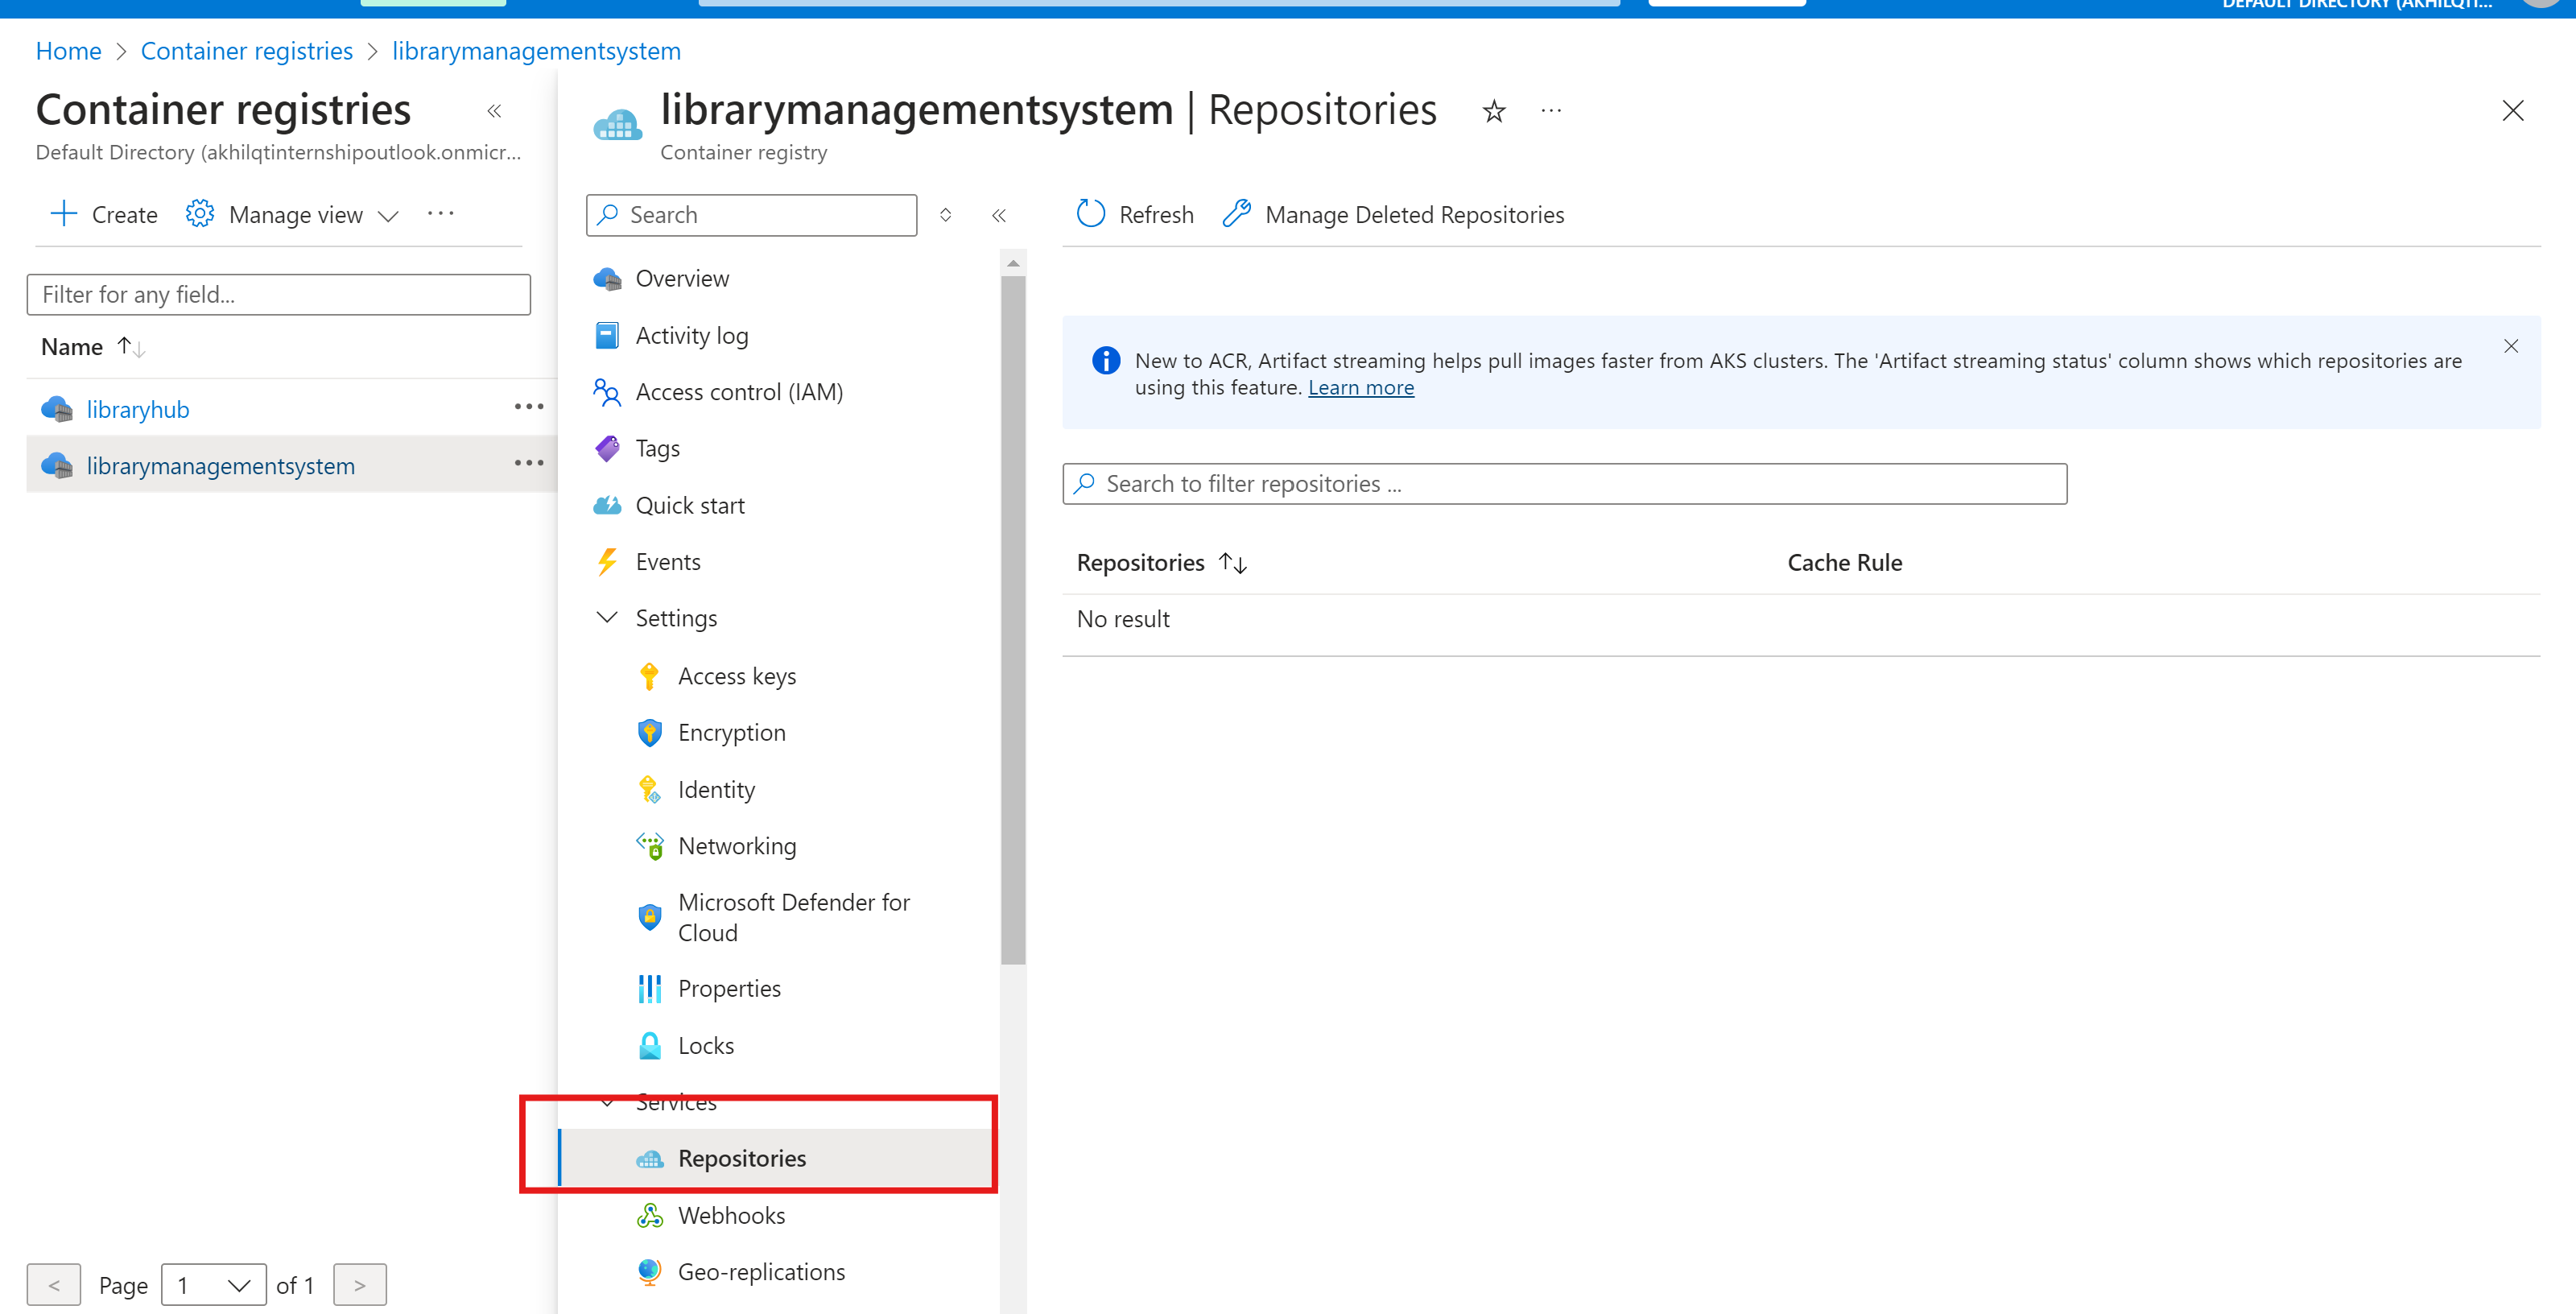 DEFAULT DIRECTORY (AKHILQTI...
Home > Container registries > librarymanagementsystem
Container registries
«
Default Directory (akhilqtinternshipoutlook.onmicr...
Create
Manage view
...
Filter for any field...
Name
libraryhub
...
librarymanagementsystem
...
<
Page
1
of 1
>
librarymanagementsystem | Repositories
...
Container registry
Search
«
Overview
Activity log
Access control (IAM)
Tags
Quick start
Events
Settings
Access keys
Encryption
Identity
Networking
Microsoft Defender for
Cloud
Properties
Locks
Services
Repositories
Webhooks
Geo-replications
Refresh
Manage Deleted Repositories
New to ACR, Artifact streaming helps pull images faster from AKS clusters. The 'Artifact streaming status' column shows which repositories are
using this feature. Learn more
Search to filter repositories ...
Repositories
Cache Rule
No result